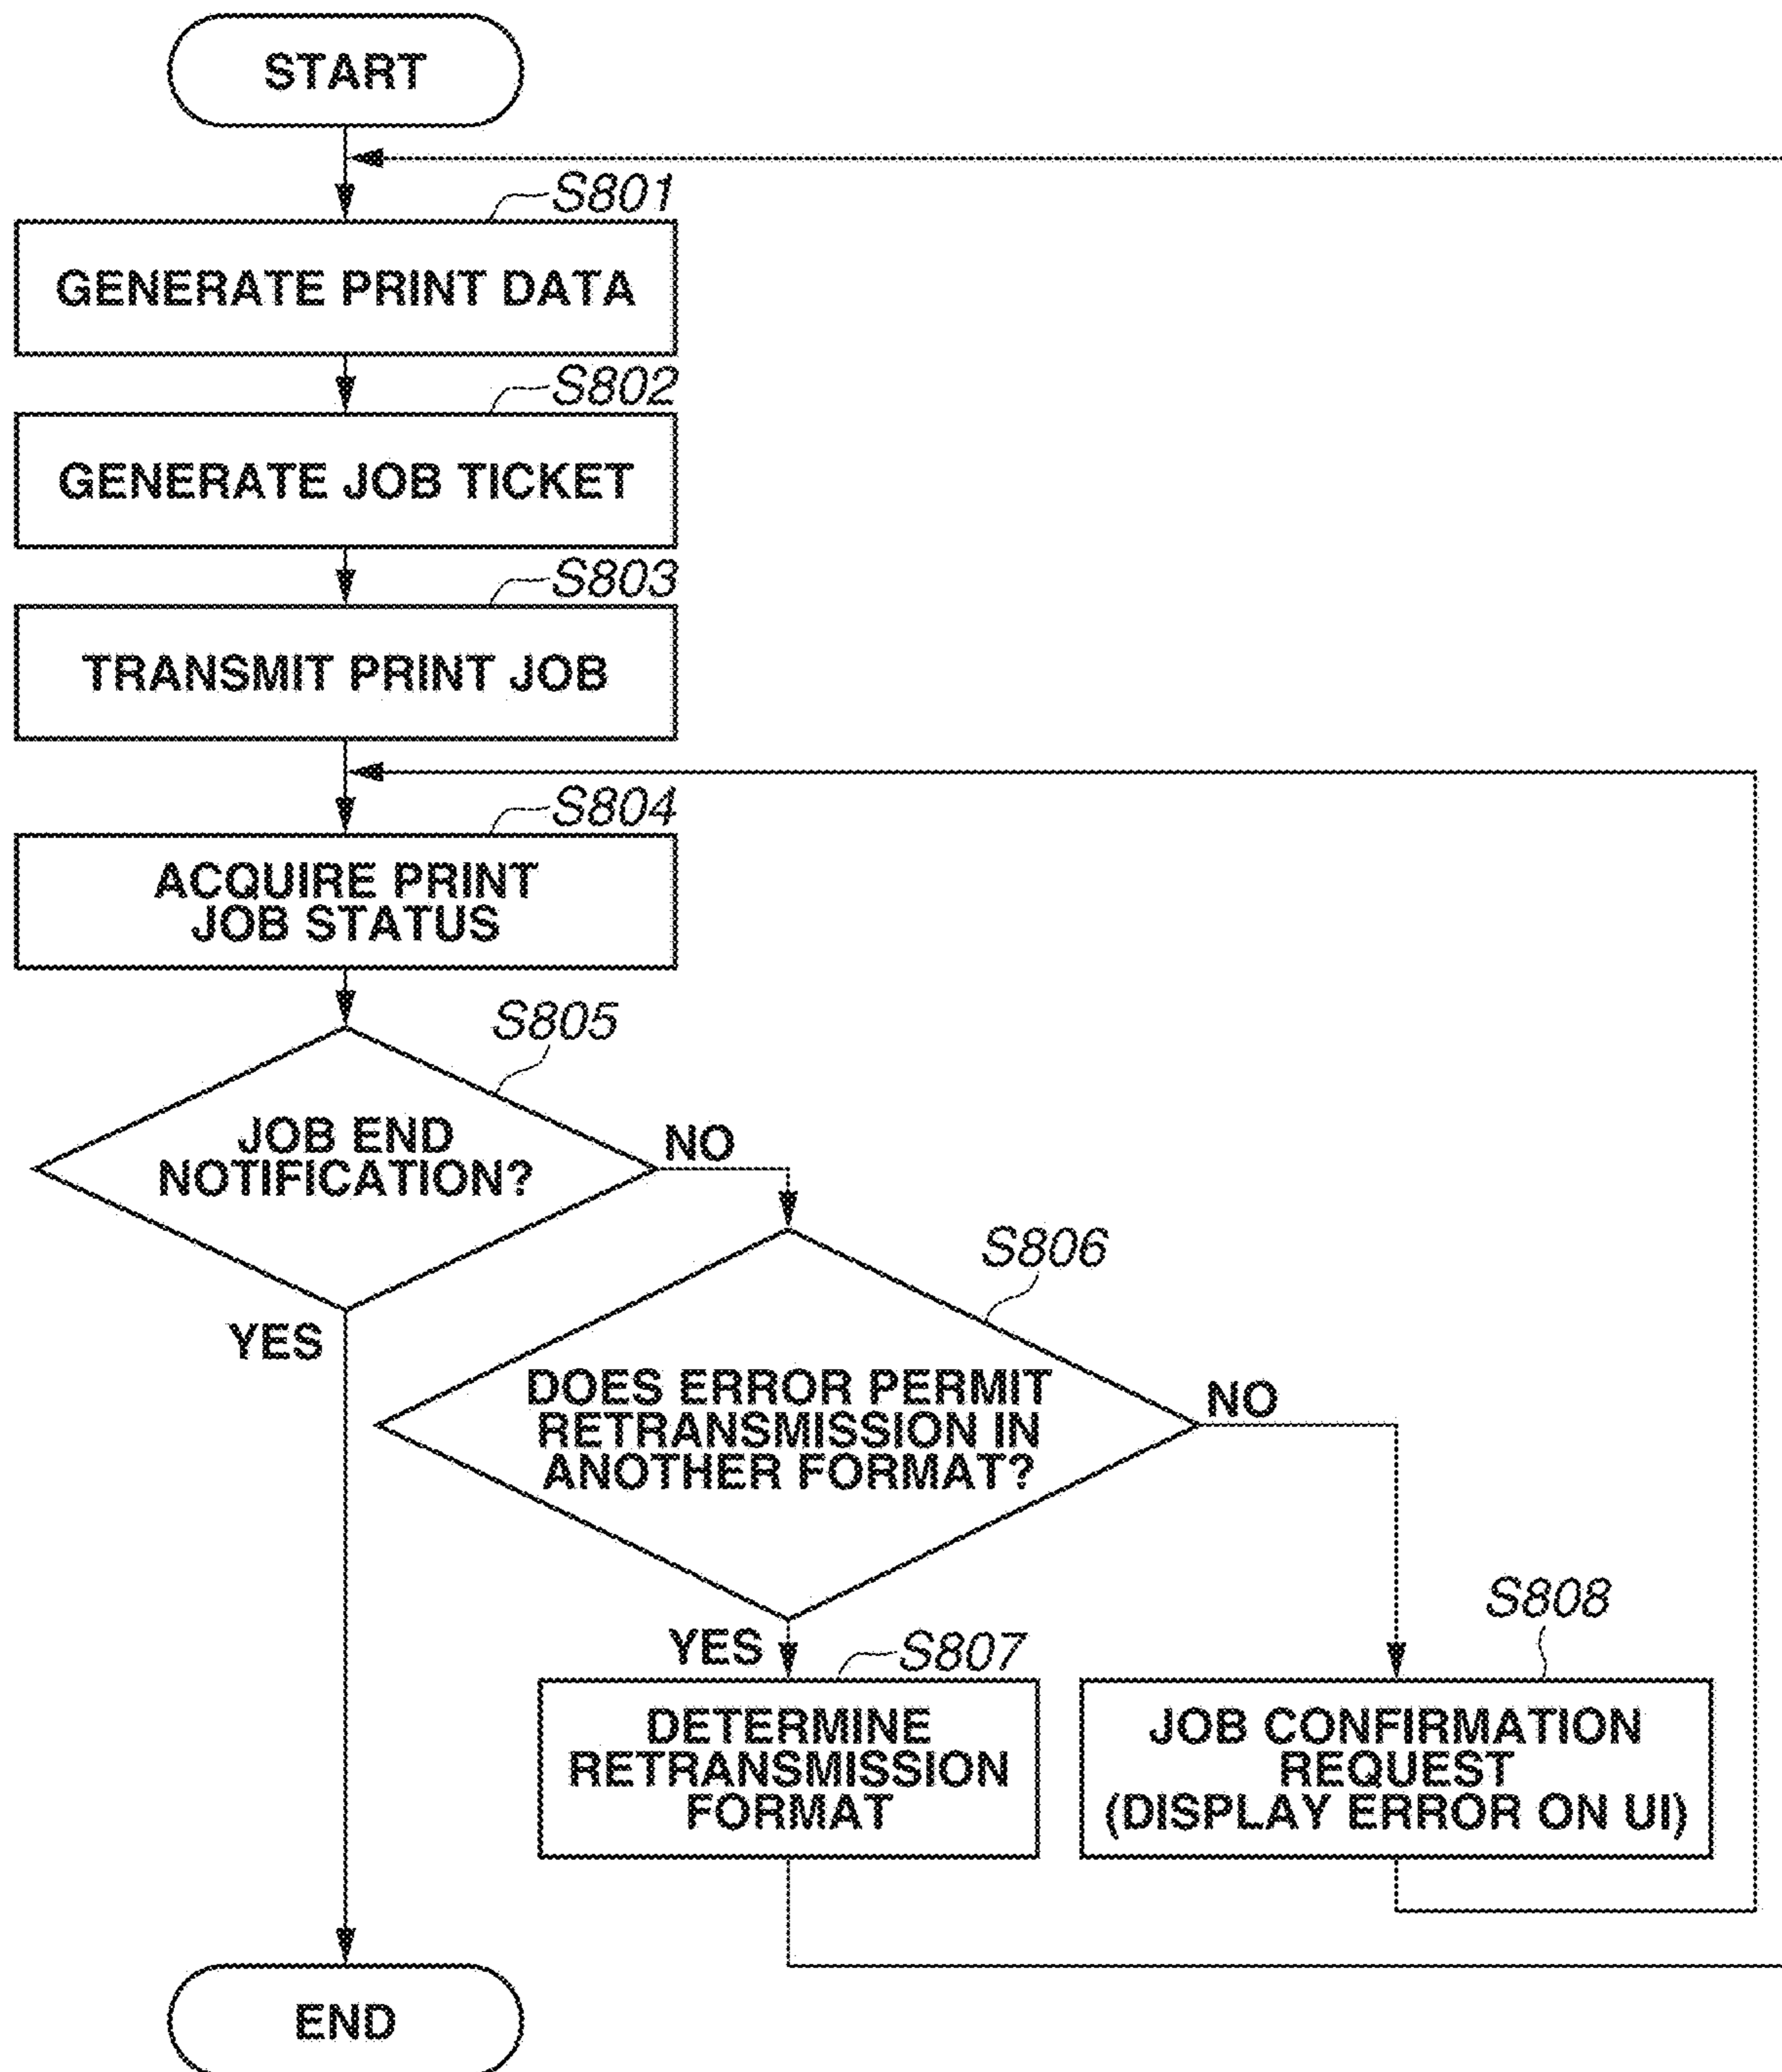 START
S801
GENERATE PRINT DATA
S802
GENERATE JOB TICKET
S803
TRANSMIT PRINT JOB
S804
ACQUIRE PRINT
JOB STATUS
S805
JOB END
NOTIFICATION?
NO
YES
S806
DOES ERROR PERMIT
RETRANSMISSION IN
ANOTHER FORMAT?
NO
YES
S807
DETERMINE
RETRANSMISSION
FORMAT
S808
JOB CONFIRMATION
REQUEST
(DISPLAY ERROR ON UI)
END